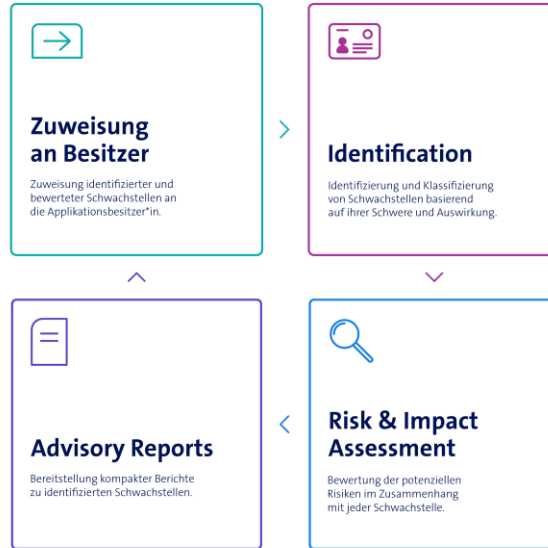 Zuweisung
an Besitzer
Zuweisung identifizierter und
bewerteter Schwachstellen an
die Applikationsbesitzer*in.
Identification
Identifizierung und Klassifizierung
von Schwachstellen basierend
auf ihrer Schwere und Auswirkung.
Advisory Reports
Bereitstellung kompakter Berichte
zu identifizierten Schwachstellen.
Risk & Impact
Assessment
Bewertung der potenziellen
Risiken im Zusammenhang
mit jeder Schwachstelle.